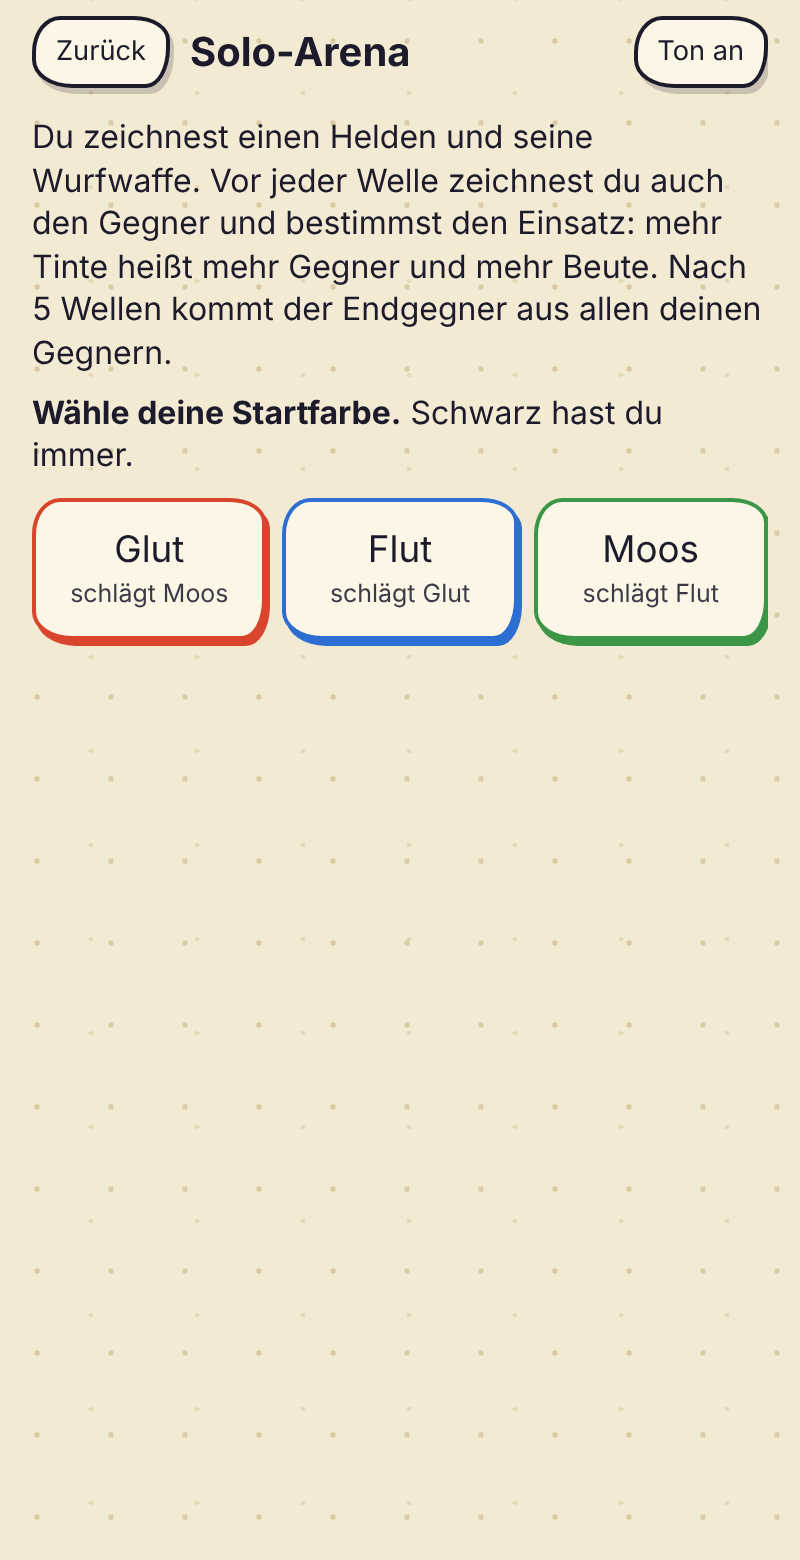 Zurück
Solo-Arena
Ton an
Du zeichnest einen Helden und seine
Wurfwaffe. Vor jeder Welle zeichnest du auch
den Gegner und bestimmst den Einsatz: mehr
Tinte heißt mehr Gegner und mehr Beute. Nach
5 Wellen kommt der Endgegner aus allen deinen
Gegnern.
Wähle deine Startfarbe. Schwarz hast du
immer.
Glut
schlägt Moos
Flut
schlägt Glut
Moos
schlägt Flut